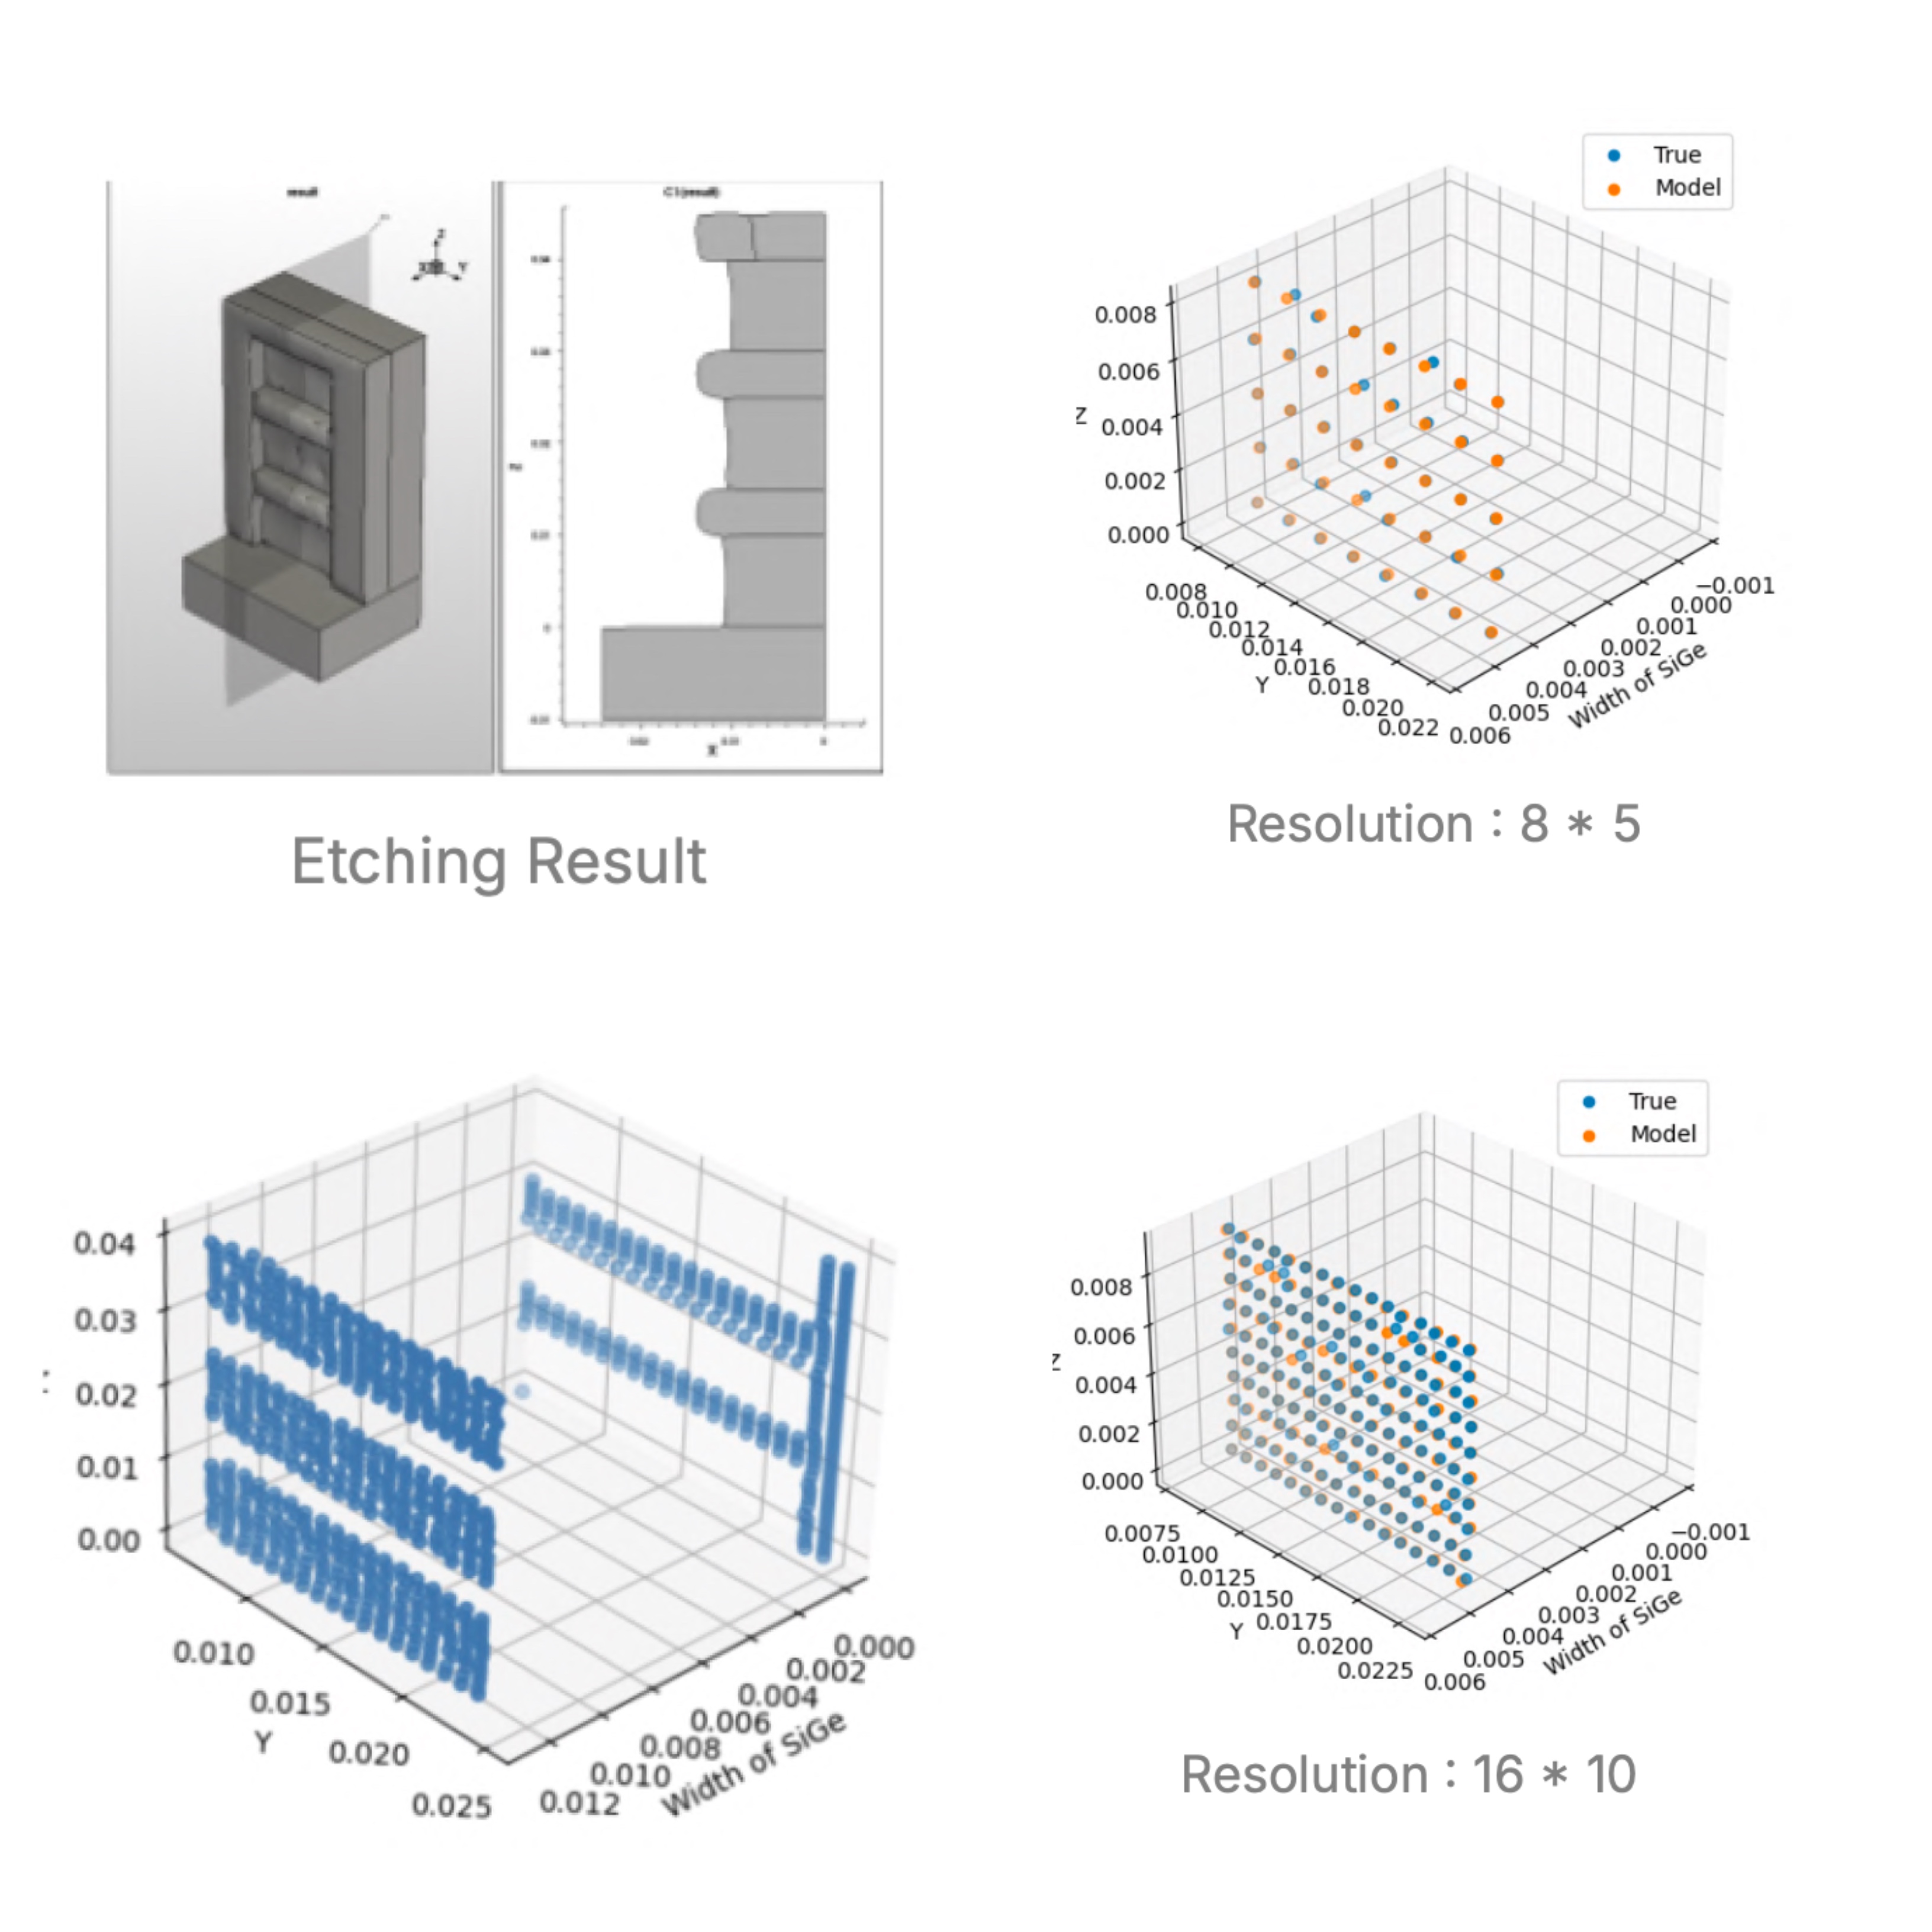 result
C1(result)
Z
Y
Z
X
Etching Result
True
Model
0.008
0.006
Z
0.004
0.002
0.000
0.008
0.010
0.012
0.014
0.016
0.018
0.020
0.022
Y
−0.001
0.000
0.001
0.002
0.003
0.004
0.005
0.006
Width of SiGe
Resolution : 8 * 5
0.04
0.03
0.02
0.01
0.00
0.010
0.015
0.020
0.025
Y
0.000
0.002
0.004
0.006
0.008
0.010
0.012
Width of SiGe
True
Model
0.008
0.006
Z
0.004
0.002
0.000
0.0075
0.0100
0.0125
0.0150
0.0175
0.0200
0.0225
Y
−0.001
0.000
0.001
0.002
0.003
0.004
0.005
0.006
Width of SiGe
Resolution : 16 * 10